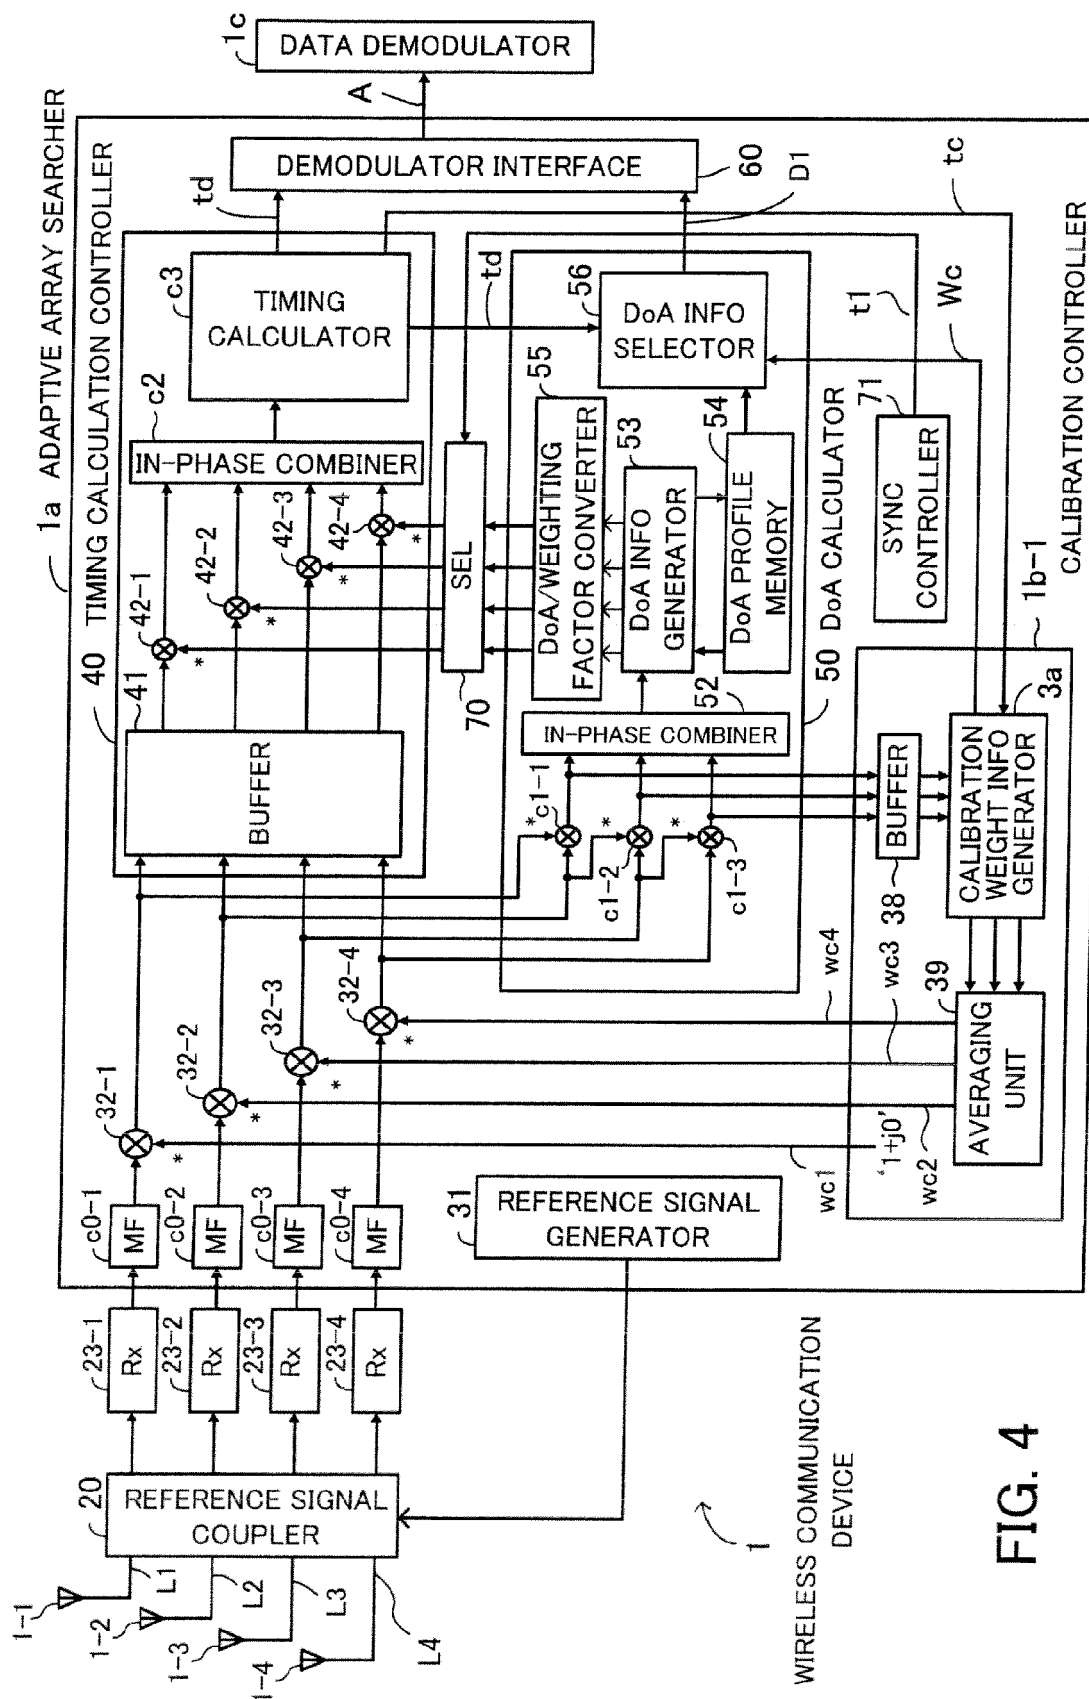 1c
DATA DEMODULATOR
A
1a ADAPTIVE ARRAY SEARCHER
40 TIMING CALCULATION CONTROLLER
DEMODULATOR INTERFACE
60
td
D1
tc
c3
TIMING
CALCULATOR
td
56
DoA INFO
SELECTOR
t1
Wc
CALIBRATION CONTROLLER
c2
IN-PHASE COMBINER
42-1
42-2
42-3
42-4
*
*
*
*
SEL
70
55
DoA/WEIGHTING
FACTOR CONVERTER
53
DoA INFO
GENERATOR
54
DoA PROFILE
MEMORY
50 DoA CALCULATOR
71
SYNC
CONTROLLER
1b-1
41
BUFFER
52
IN-PHASE COMBINER
*
c1-1
*
c1-2
*
c1-3
BUFFER
38
3a
CALIBRATION
WEIGHT INFO
GENERATOR
39
AVERAGING
UNIT
wc4
wc3
wc2
wc1
'1+j0'
32-1
32-2
32-3
32-4
*
*
*
*
c0-1
MF
c0-2
MF
c0-3
MF
c0-4
MF
31
REFERENCE SIGNAL
GENERATOR
23-1
Rx
23-2
Rx
23-3
Rx
23-4
Rx
20
REFERENCE SIGNAL
COUPLER
L1
L2
L3
L4
1-1
1-2
1-3
1-4
1
WIRELESS COMMUNICATION
DEVICE
FIG. 4